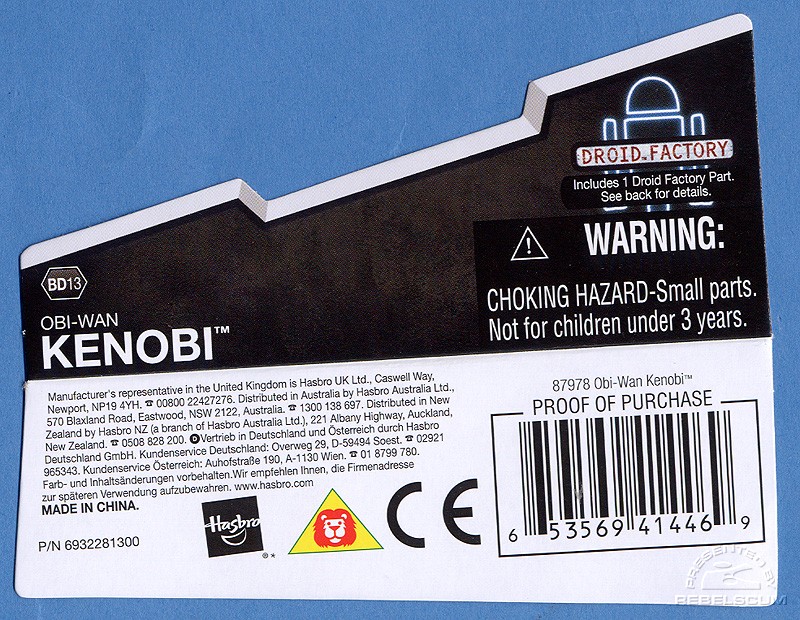 DROID FACTORY
Includes 1 Droid Factory Part.
See back for details.
WARNING:
CHOKING HAZARD-Small parts.
Not for children under 3 years.
BD13
OBI-WAN
KENOBI™
Manufacturer's representative in the United Kingdom is Hasbro UK Ltd., Caswell Way,
Newport, NP19 4YH. ☎ 00800 22427276. Distributed in Australia by Hasbro Australia Ltd.,
570 Blaxland Road, Eastwood, NSW 2122, Australia. ☎ 1300 138 697. Distributed in New
Zealand by Hasbro NZ (a branch of Hasbro Australia Ltd.), 221 Albany Highway, Auckland,
New Zealand. ☎ 0508 828 200. D Vertrieb in Deutschland und Österreich durch Hasbro
Deutschland GmbH. Kundenservice Deutschland: Overweg 29, D-59494 Soest. ☎ 02921
965343. Kundenservice Österreich: Auhofstraße 190, A-1130 Wien. ☎ 01 8799 780.
Farb- und Inhaltsänderungen vorbehalten.Wir empfehlen Ihnen, die Firmenadresse
zur späteren Verwendung aufzubewahren. www.hasbro.com
MADE IN CHINA.
P/N 6932281300
Hasbro
®*
CE
87978 Obi-Wan Kenobi™
PROOF OF PURCHASE
6 53569 41446 9
PRESENTED BY
REBELSCUM